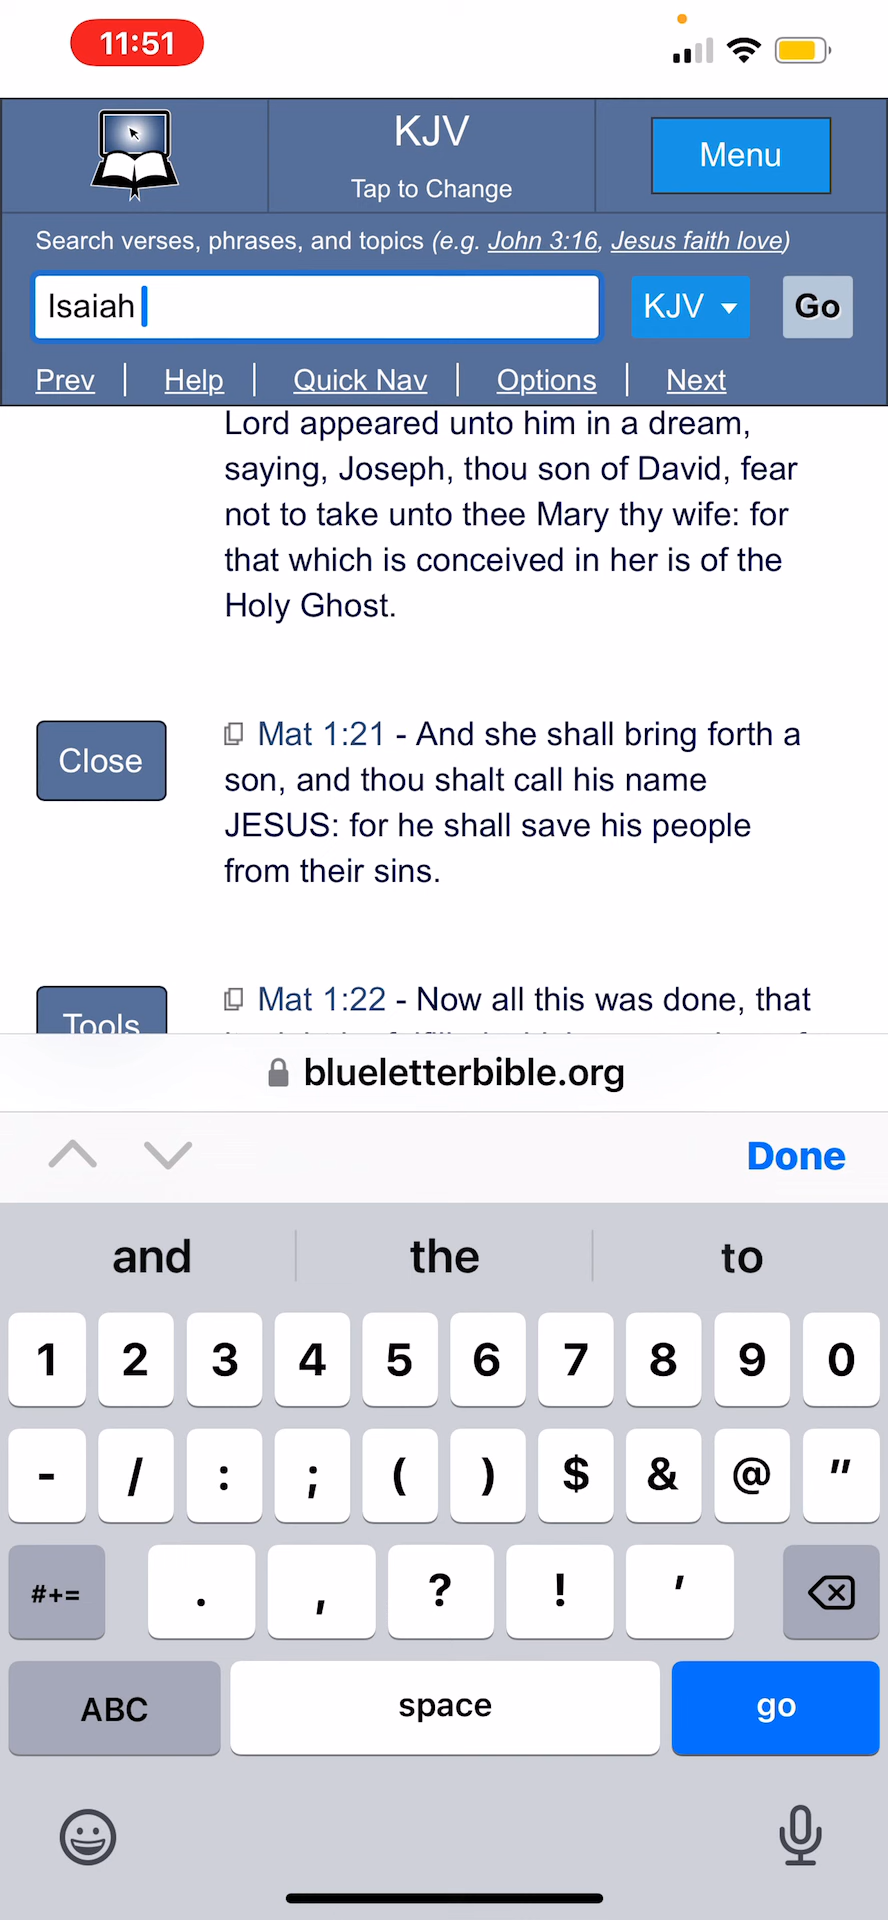 11:51
KJV
Tap to Change
Menu
Search verses, phrases, and topics (e.g. John 3:16, Jesus faith love)
Isaiah
KJV
Go
Prev | Help | Quick Nav | Options | Next
Lord appeared unto him in a dream,
saying, Joseph, thou son of David, fear
not to take unto thee Mary thy wife: for
that which is conceived in her is of the
Holy Ghost.
Close
Mat 1:21 - And she shall bring forth a
son, and thou shalt call his name
JESUS: for he shall save his people
from their sins.
Tools
Mat 1:22 - Now all this was done, that
blueletterbible.org
Done
and the to
1 2 3 4 5 6 7 8 9 0
- / : ; ( ) $ & @ "
#+= . , ? ! '
ABC space go